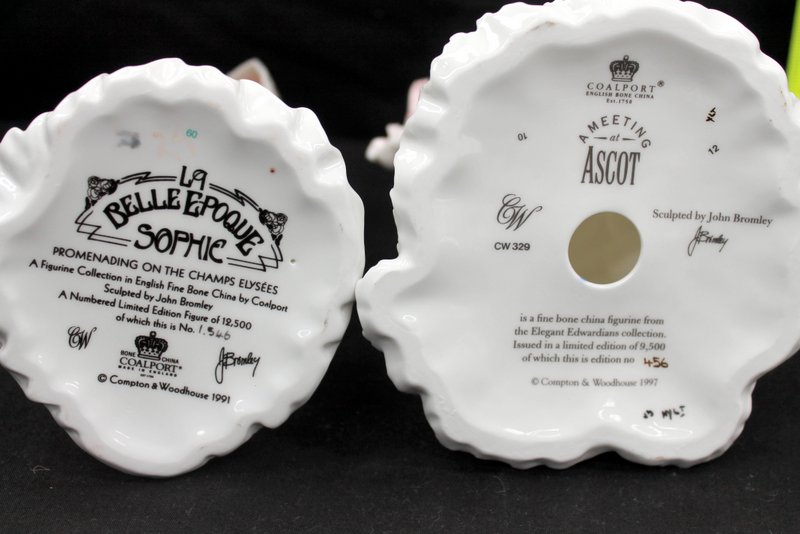 60
LA
BELLE EPOQUE
SOPHIE
PROMENADING ON THE CHAMPS ELYSÉES
A Figurine Collection in English Fine Bone China by Coalport
Sculpted by John Bromley
A Numbered Limited Edition Figure of 12,500
of which this is No. 1,546
CW
BONE CHINA
COALPORT
MADE IN ENGLAND
JBromley
© Compton & Woodhouse 1991
COALPORT®
ENGLISH BONE CHINA
Est. 1750
A MEETING
at
ASCOT
10
12
CW
CW 329
Sculpted by John Bromley
JBromley
is a fine bone china figurine from
the Elegant Edwardians collection.
Issued in a limited edition of 9,500
of which this is edition no 456
© Compton & Woodhouse 1997